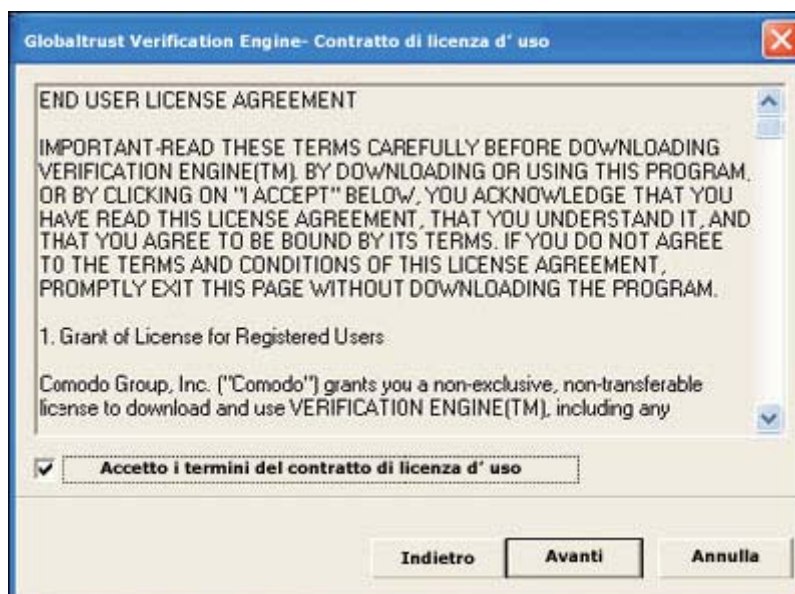 Globaltrust Verification Engine- Contratto di licenza d' uso
END USER LICENSE AGREEMENT
IMPORTANT-READ THESE TERMS CAREFULLY BEFORE DOWNLOADING
VERIFICATION ENGINE(TM). BY DOWNLOADING OR USING THIS PROGRAM,
OR BY CLICKING ON "I ACCEPT" BELOW, YOU ACKNOWLEDGE THAT YOU
HAVE READ THIS LICENSE AGREEMENT, THAT YOU UNDERSTAND IT, AND
THAT YOU AGREE TO BE BOUND BY ITS TERMS. IF YOU DO NOT AGREE
TO THE TERMS AND CONDITIONS OF THIS LICENSE AGREEMENT,
PROMPTLY EXIT THIS PAGE WITHOUT DOWNLOADING THE PROGRAM.
1. Grant of License for Registered Users
Comodo Group, Inc. ("Comodo") grants you a non-exclusive, non-transferable
license to download and use VERIFICATION ENGINE(TM), including any
Accetto i termini del contratto di licenza d' uso
Indietro Avanti Annulla